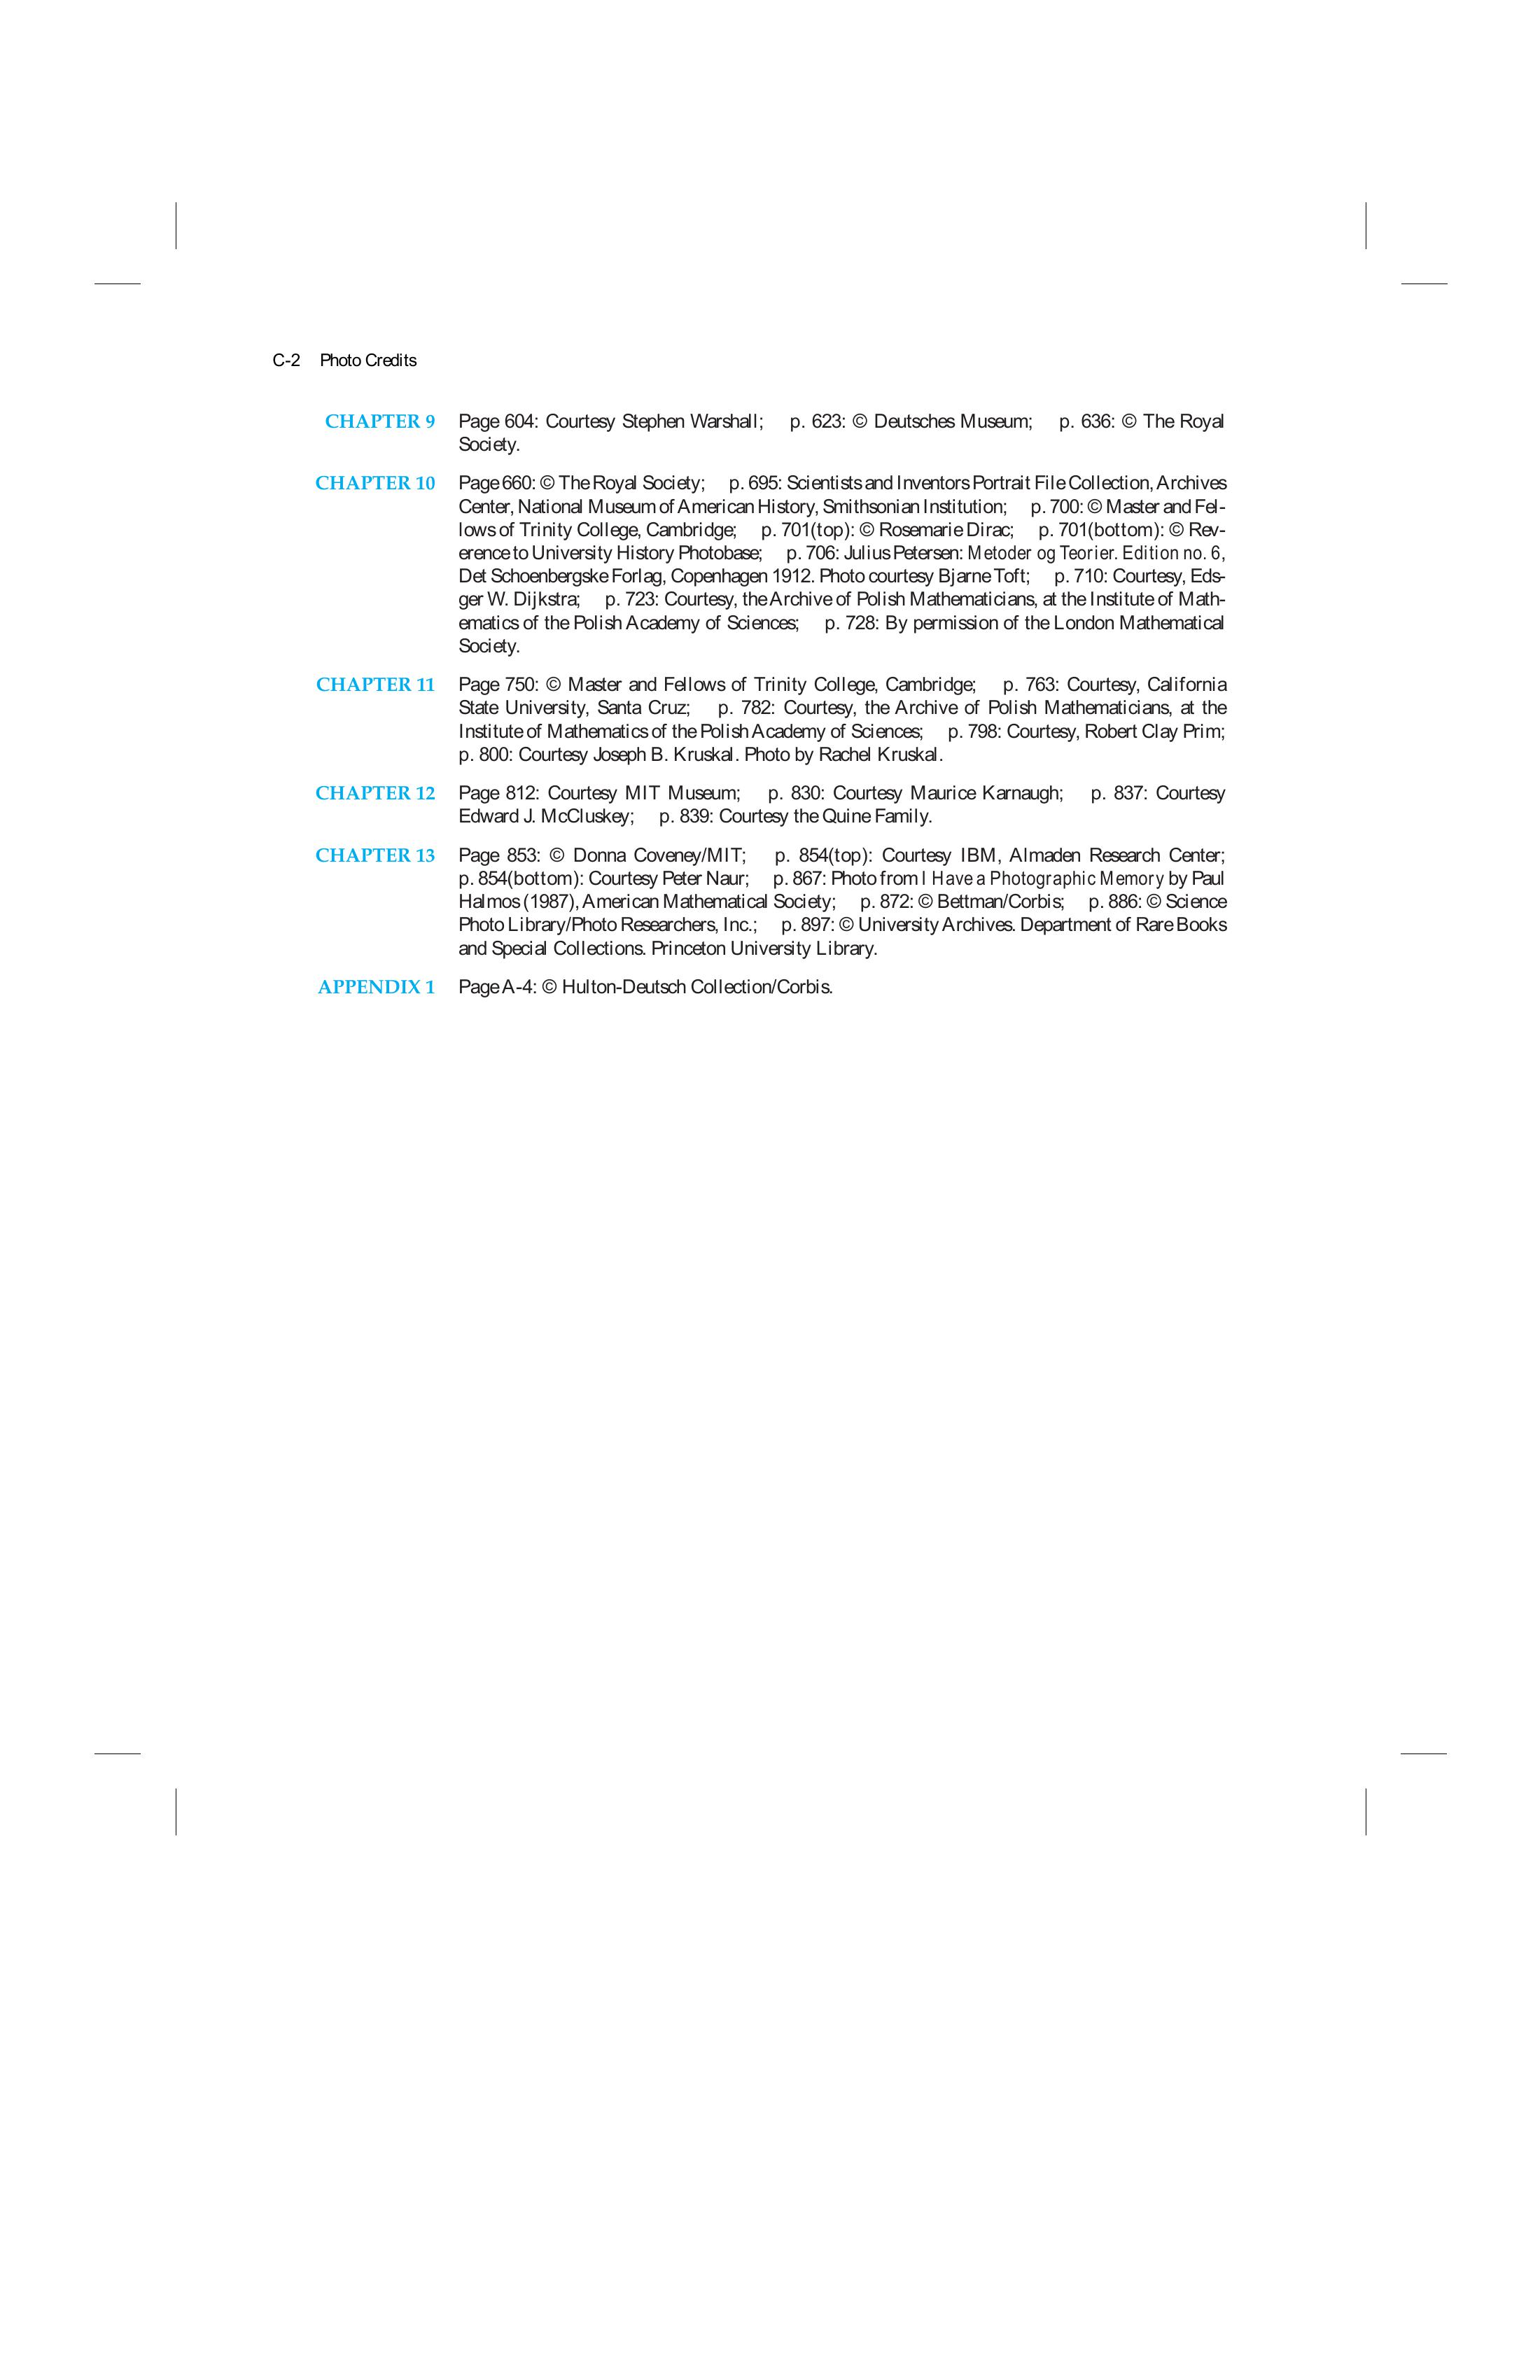 C-2 Photo Credits
CHAPTER 9 Page 604: Courtesy Stephen Warshall; p. 623: © Deutsches Museum; p. 636: © The Royal
Society.
CHAPTER 10 Page 660: © The Royal Society; p. 695: Scientists and Inventors Portrait File Collection, Archives
Center, National Museum of American History, Smithsonian Institution; p. 700: © Master and Fel-
lows of Trinity College, Cambridge; p. 701(top): © Rosemarie Dirac; p. 701(bottom): © Rev-
erence to University History Photobase; p. 706: Julius Petersen: Metoder og Teorier. Edition no. 6,
Det Schoenbergske Forlag, Copenhagen 1912. Photo courtesy Bjarne Toft; p. 710: Courtesy, Eds-
ger W. Dijkstra; p. 723: Courtesy, the Archive of Polish Mathematicians, at the Institute of Math-
ematics of the Polish Academy of Sciences; p. 728: By permission of the London Mathematical
Society.
CHAPTER 11 Page 750: © Master and Fellows of Trinity College, Cambridge; p. 763: Courtesy, California
State University, Santa Cruz; p. 782: Courtesy, the Archive of Polish Mathematicians, at the
Institute of Mathematics of the Polish Academy of Sciences; p. 798: Courtesy, Robert Clay Prim;
p. 800: Courtesy Joseph B. Kruskal. Photo by Rachel Kruskal.
CHAPTER 12 Page 812: Courtesy MIT Museum; p. 830: Courtesy Maurice Karnaugh; p. 837: Courtesy
Edward J. McCluskey; p. 839: Courtesy the Quine Family.
CHAPTER 13 Page 853: © Donna Coveney/MIT; p. 854(top): Courtesy IBM, Almaden Research Center;
p. 854(bottom): Courtesy Peter Naur; p. 867: Photo from I Have a Photographic Memory by Paul
Halmos (1987), American Mathematical Society; p. 872: © Bettman/Corbis; p. 886: © Science
Photo Library/Photo Researchers, Inc.; p. 897: © University Archives. Department of Rare Books
and Special Collections. Princeton University Library.
APPENDIX 1 Page A-4: © Hulton-Deutsch Collection/Corbis.